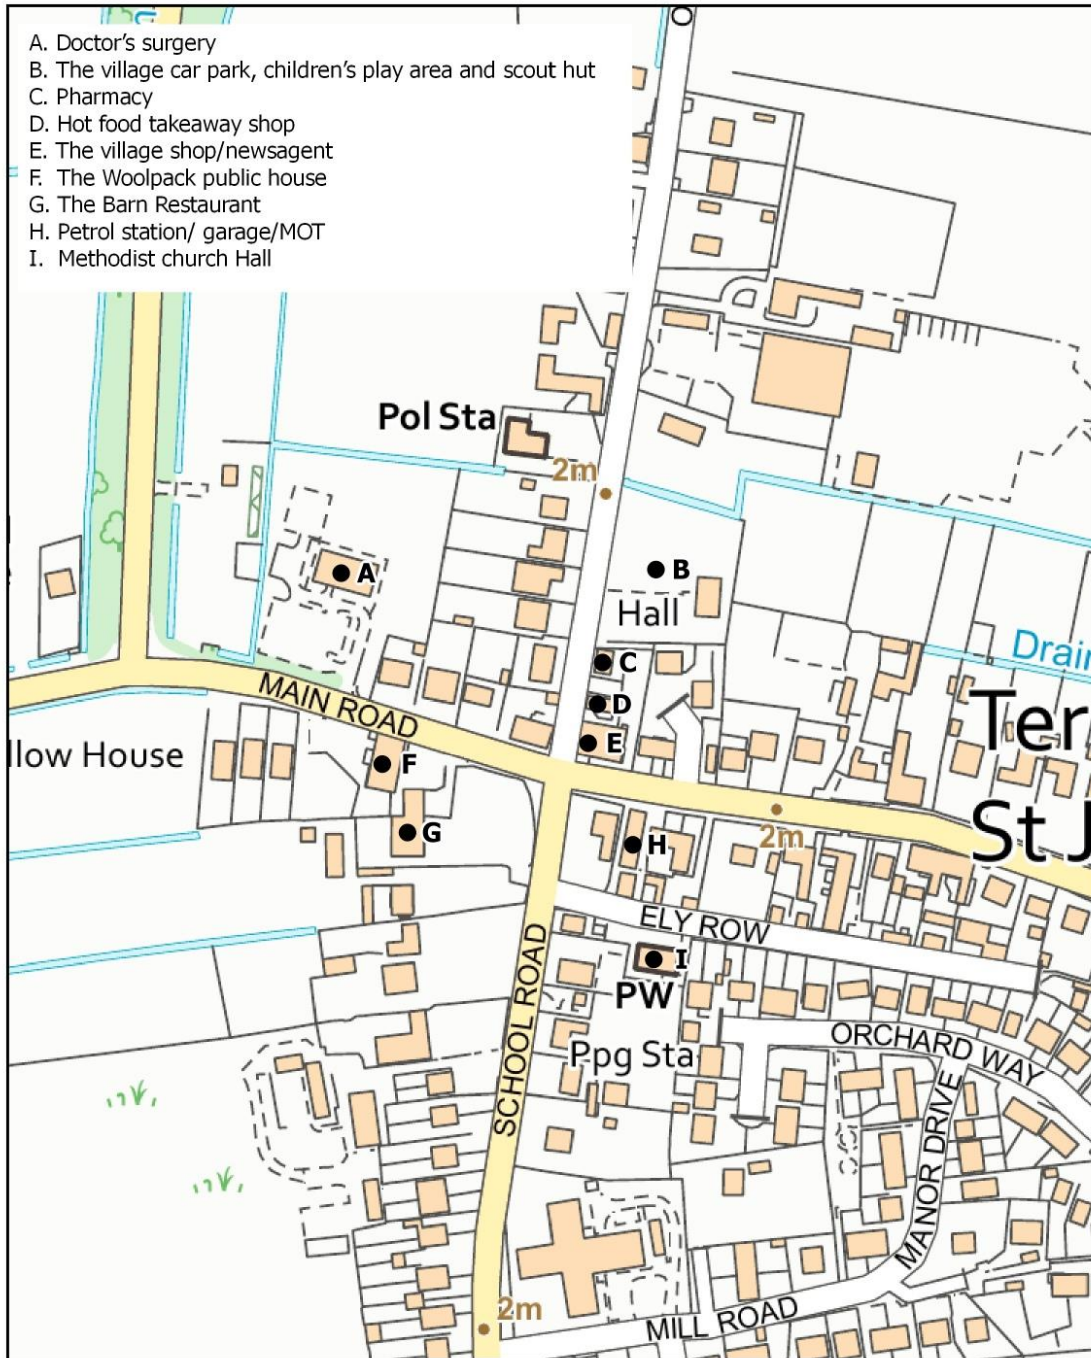 A. Doctor's surgery
B. The village car park, children's play area and scout hut
C. Pharmacy
D. Hot food takeaway shop
E. The village shop/newsagent
F. The Woolpack public house
G. The Barn Restaurant
H. Petrol station/ garage/MOT
I. Methodist church Hall
Pol Sta
2m
A
B
Hall
C
Drain
D
MAIN ROAD
Ter
E
llow House
F
2m
St J
G
H
ELY ROW
I
PW
SCHOOL ROAD
Ppg Sta
ORCHARD WAY
MANOR DRIVE
2m
MILL ROAD